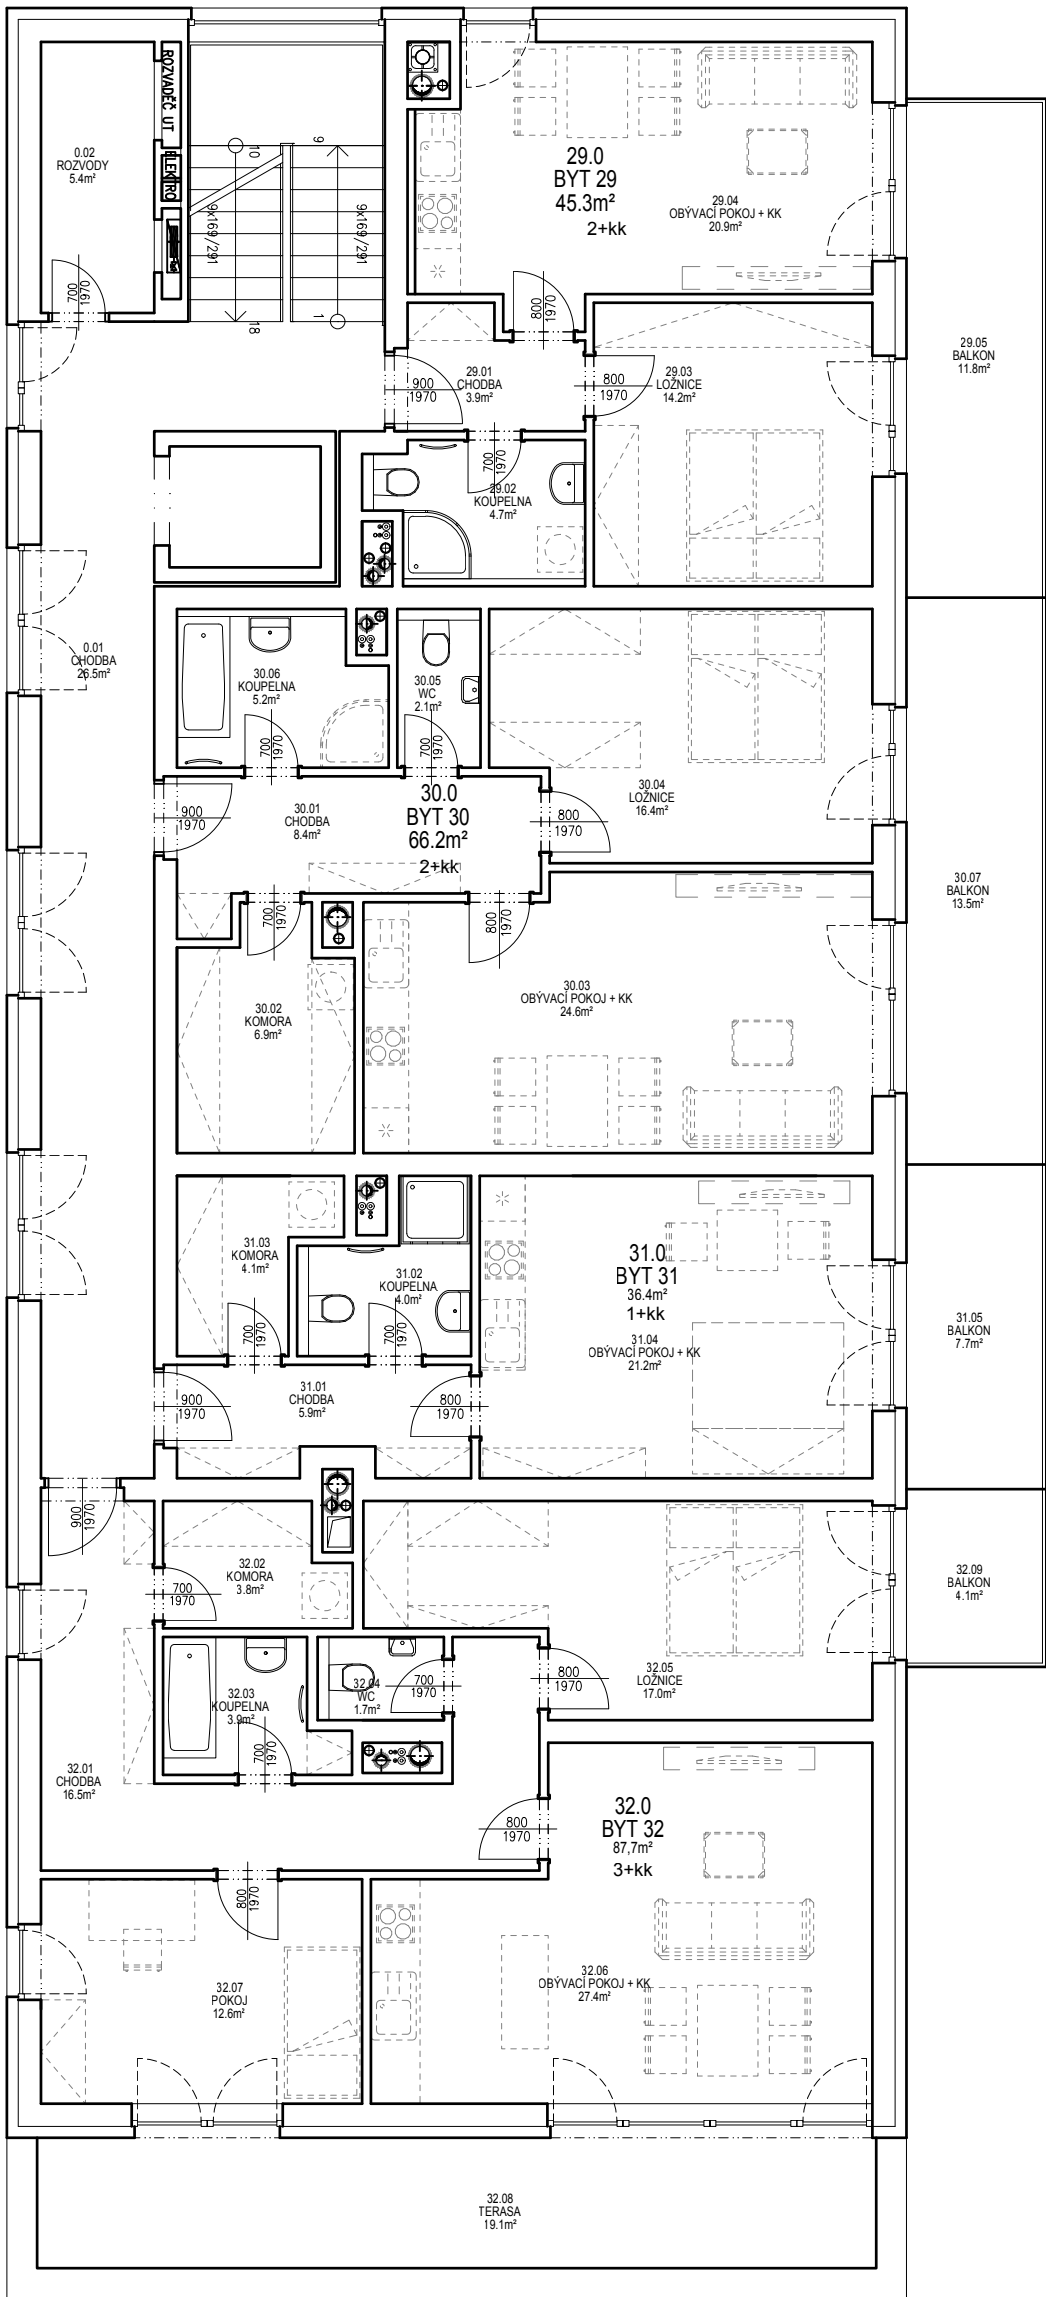 0.02
ROZVODY
5.4m²
ROZVADĚČ UT
ELEKTRO
700
1970
10
9
9x169/291
9x169/291
18
1
29.0
BYT 29
45.3m²
2+kk
29.04
OBÝVACÍ POKOJ + KK
20.9m²
800
1970
29.01
CHODBA
3.9m²
900
1970
800
1970
29.03
LOŽNICE
14.2m²
29.05
BALKON
11.8m²
700
1970
29.02
KOUPELNA
4.7m²
0.01
CHODBA
26.5m²
30.06
KOUPELNA
5.2m²
700
1970
30.05
WC
2.1m²
700
1970
30.04
LOŽNICE
16.4m²
900
1970
30.01
CHODBA
8.4m²
30.0
BYT 30
66.2m²
2+kk
800
1970
30.07
BALKON
13.5m²
700
1970
800
1970
30.02
KOMORA
6.9m²
30.03
OBÝVACÍ POKOJ + KK
24.6m²
31.03
KOMORA
4.1m²
700
1970
31.02
KOUPELNA
4.0m²
700
1970
31.0
BYT 31
36.4m²
1+kk
31.04
OBÝVACÍ POKOJ + KK
21.2m²
31.05
BALKON
7.7m²
900
1970
31.01
CHODBA
5.9m²
800
1970
900
1970
32.02
KOMORA
3.8m²
700
1970
32.09
BALKON
4.1m²
32.03
KOUPELNA
3.9m²
700
1970
32.04
WC
1.7m²
700
1970
800
1970
32.05
LOŽNICE
17.0m²
32.01
CHODBA
16.5m²
800
1970
32.0
BYT 32
87,7m²
3+kk
800
1970
32.07
POKOJ
12.6m²
32.06
OBÝVACÍ POKOJ + KK
27.4m²
32.08
TERASA
19.1m²